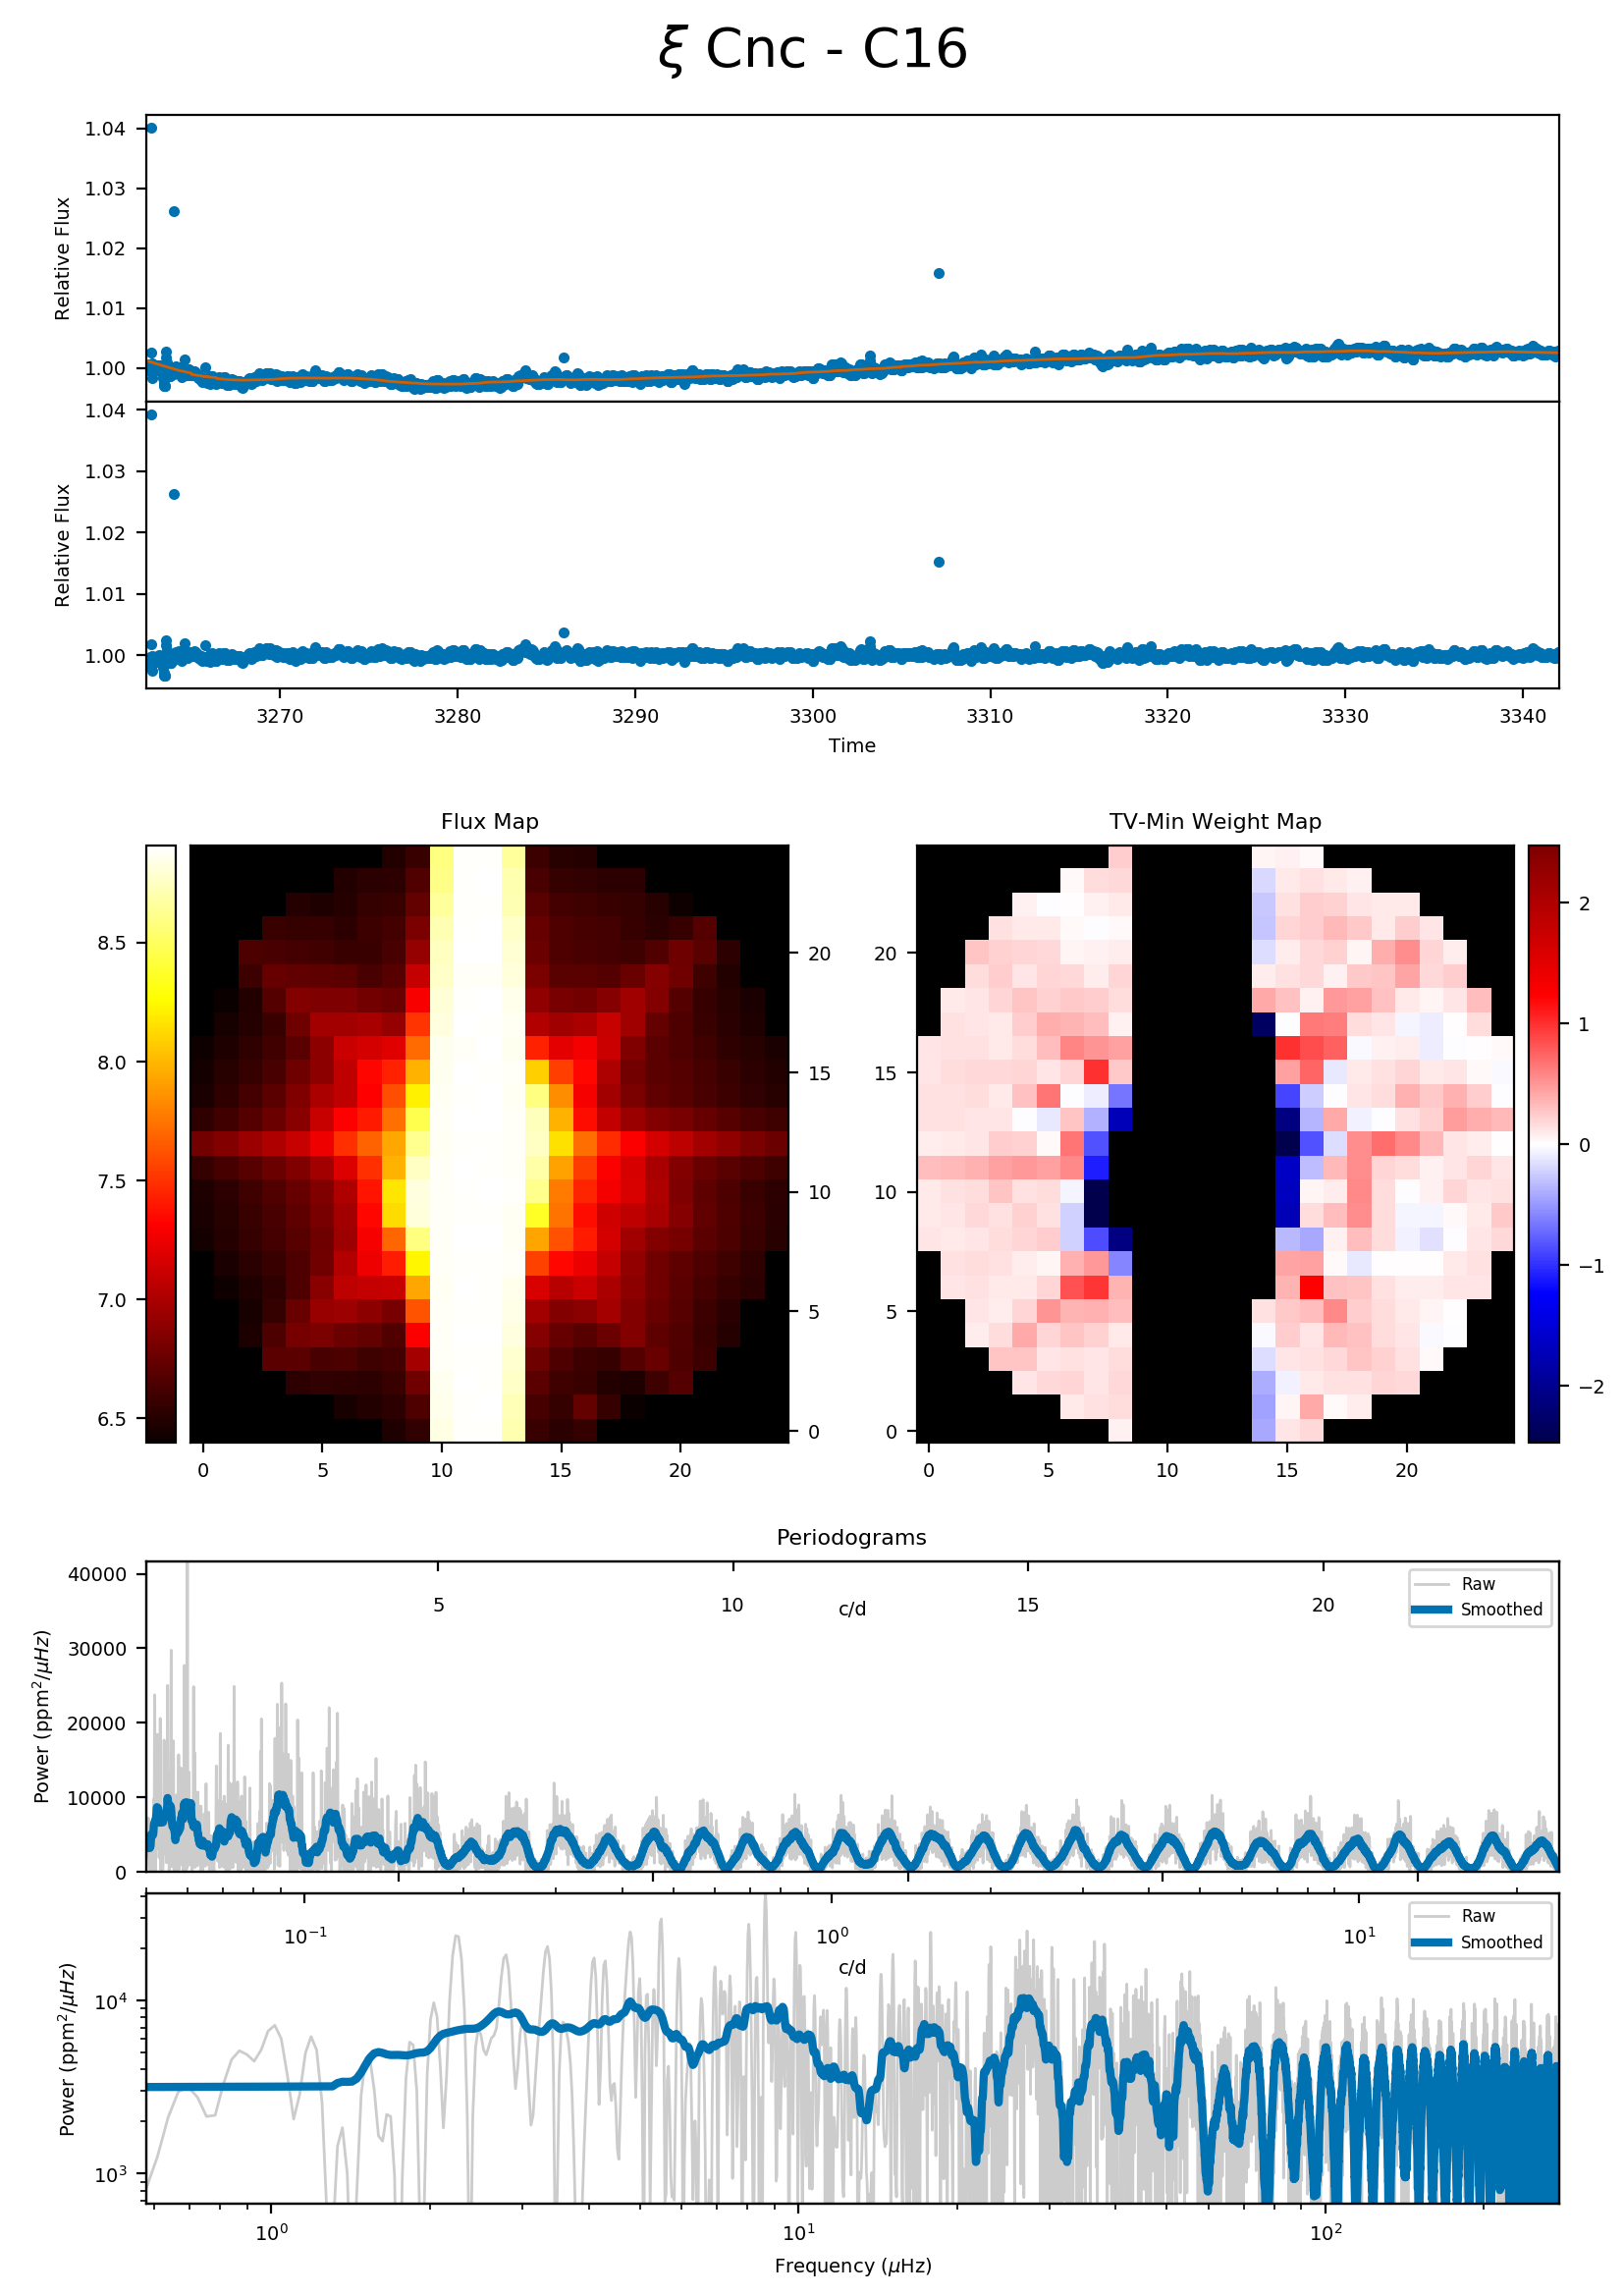 ξ Cnc - C16
1.04
1.03
1.02
1.01
1.00
Relative Flux
1.04
1.03
1.02
1.01
1.00
Relative Flux
3270 3280 3290 3300 3310 3320 3330 3340
Time
Flux Map
8.5
8.0
7.5
7.0
6.5
20
15
10
5
0
0 5 10 15 20
TV-Min Weight Map
20
15
10
5
0
0 5 10 15 20
2
1
0
−1
−2
Periodograms
40000
30000
20000
10000
0
Power (ppm²/μHz)
5 10 15 20
c/d
Raw
Smoothed
10⁴
10³
Power (ppm²/μHz)
10⁻¹ 10⁰ 10¹
c/d
Raw
Smoothed
10⁰ 10¹ 10²
Frequency (μHz)